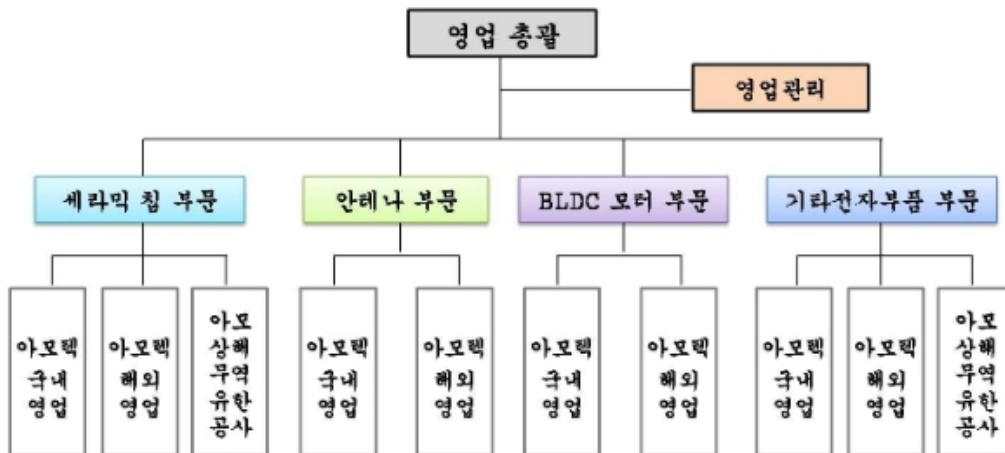 영업 총괄
영업관리
세라믹 칩 부문
안테나 부문
BLDC 모터 부문
기타전자부품 부문
아모텍
국내
영업
아모텍
해외
영업
아모
상해
무역
유한
공사
아모텍
국내
영업
아모텍
해외
영업
아모텍
국내
영업
아모텍
해외
영업
아모텍
국내
영업
아모텍
해외
영업
아모
상해
무역
유한
공사